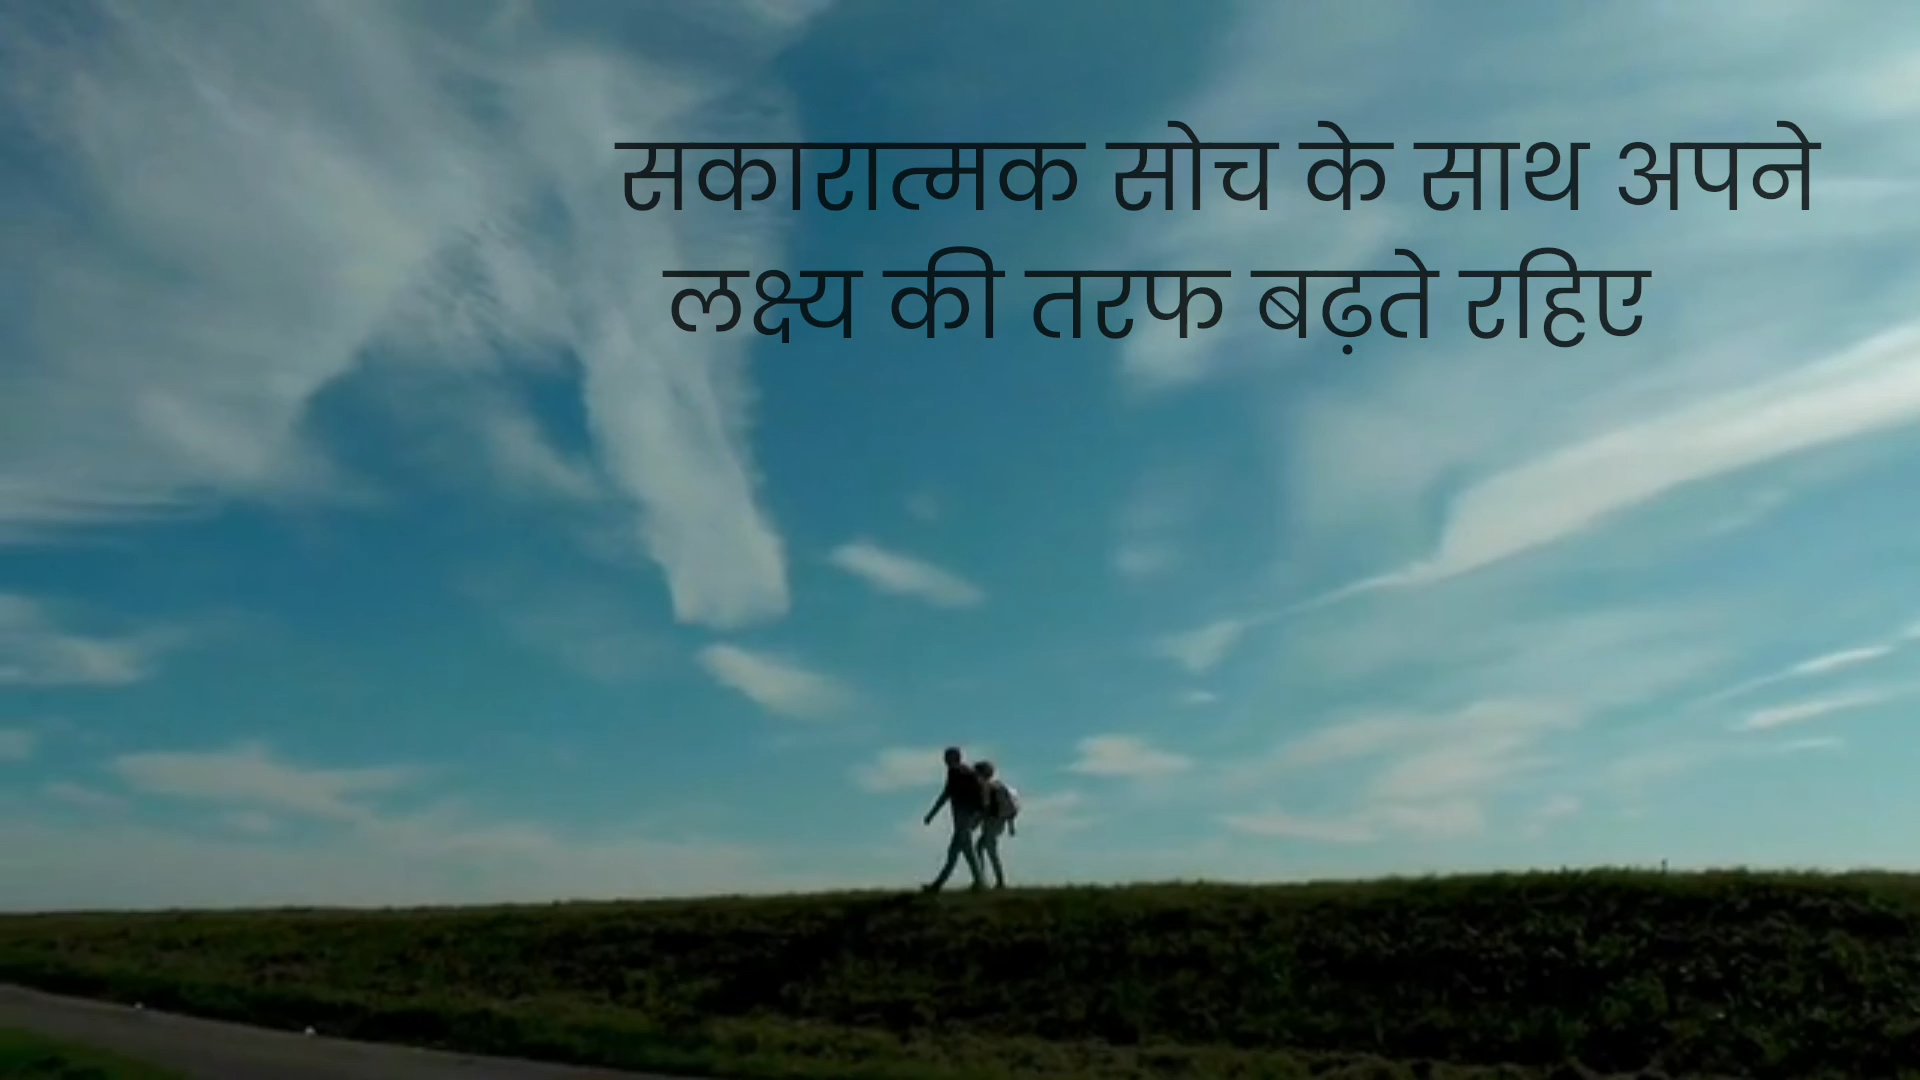 सकारात्मक सोच के साथ अपने
लक्ष्य की तरफ बढ़ते रहिए